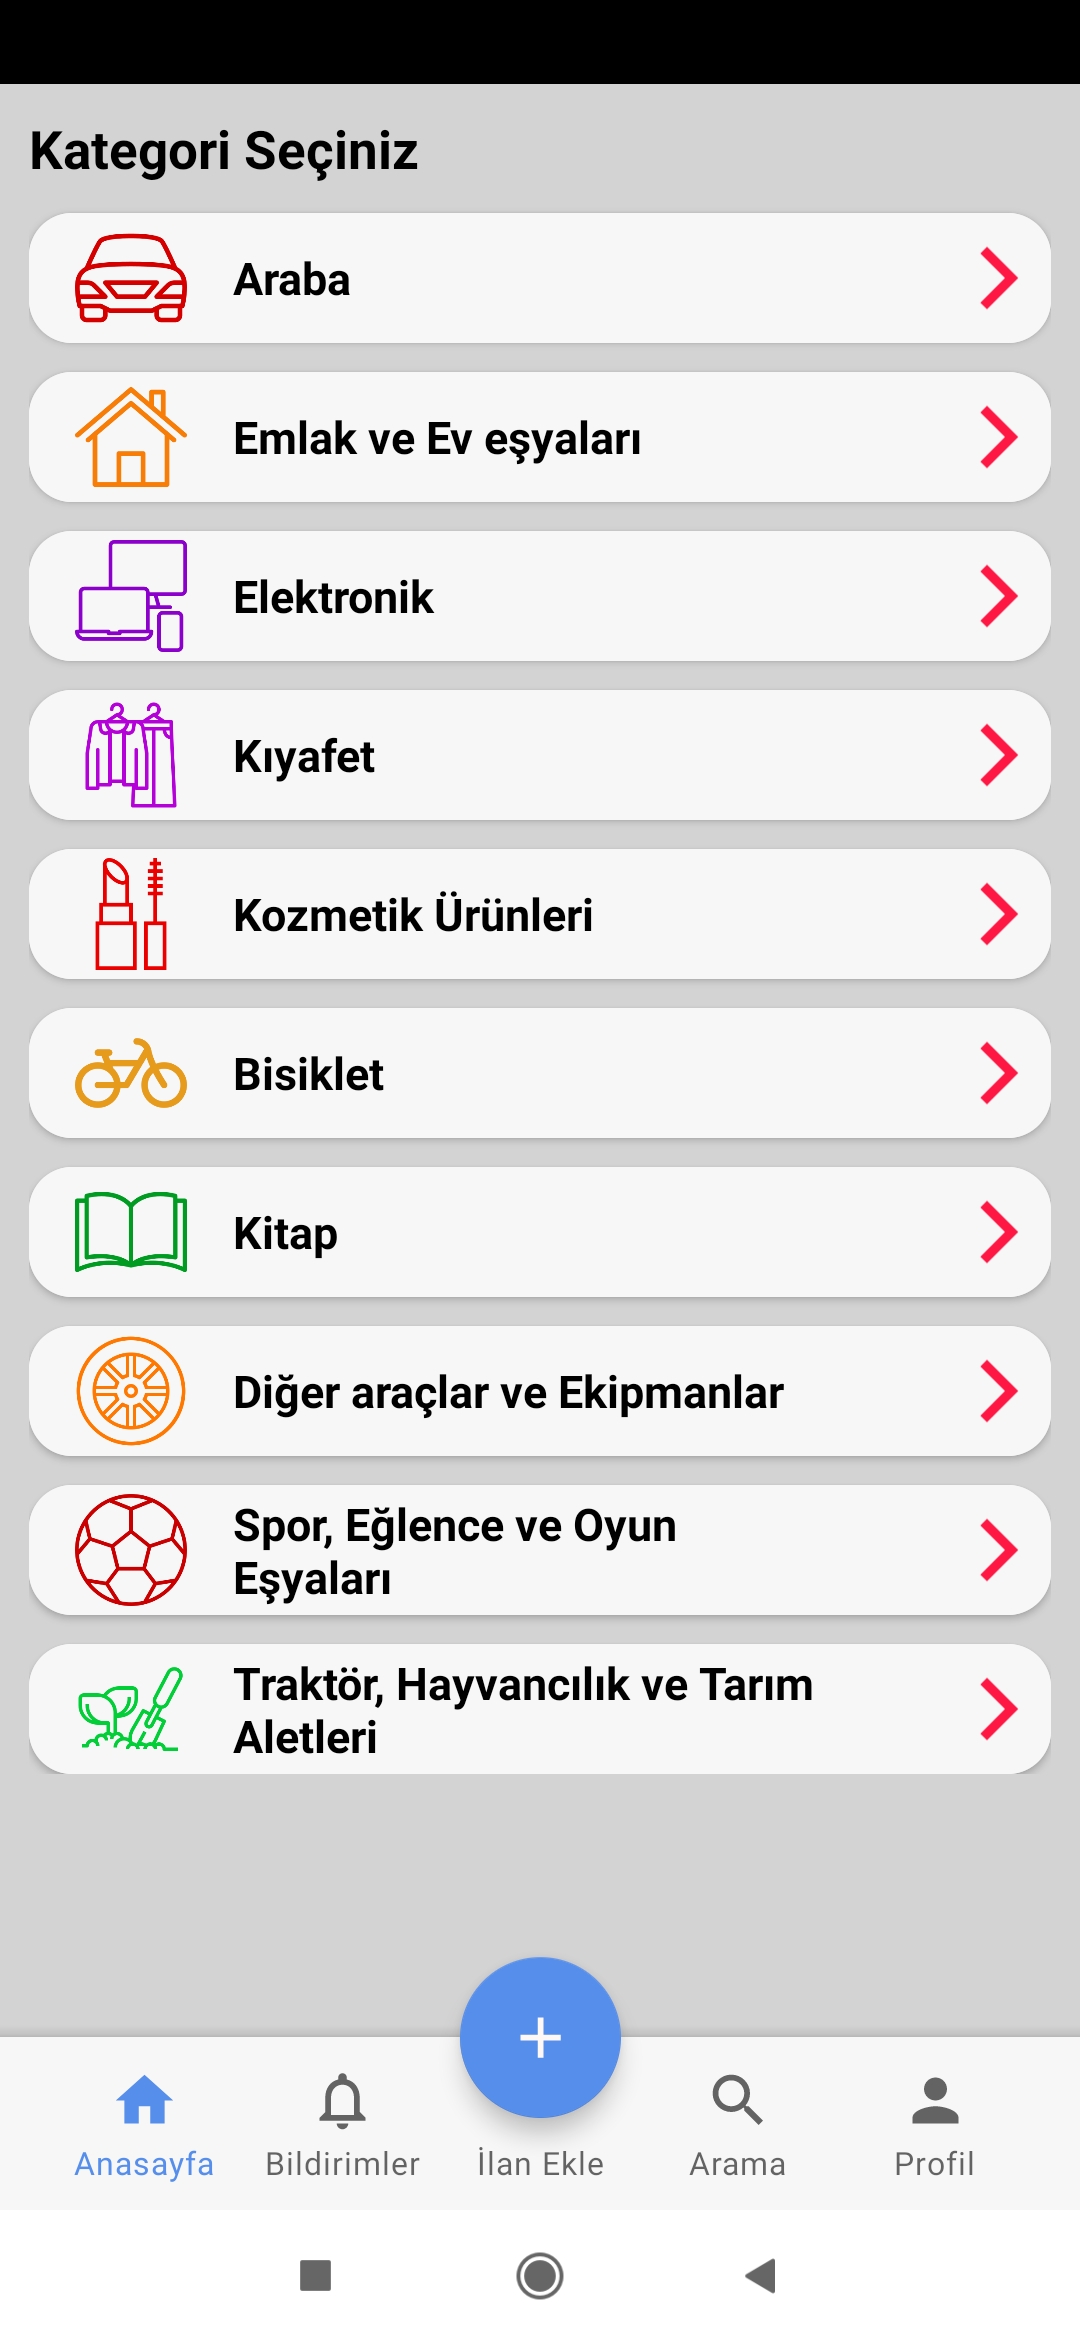 Kategori Seçiniz
Araba
Emlak ve Ev eşyaları
Elektronik
Kıyafet
Kozmetik Ürünleri
Bisiklet
Kitap
Diğer araçlar ve Ekipmanlar
Spor, Eğlence ve Oyun
Eşyaları
Traktör, Hayvancılık ve Tarım
Aletleri
Anasayfa
Bildirimler
İlan Ekle
Arama
Profil